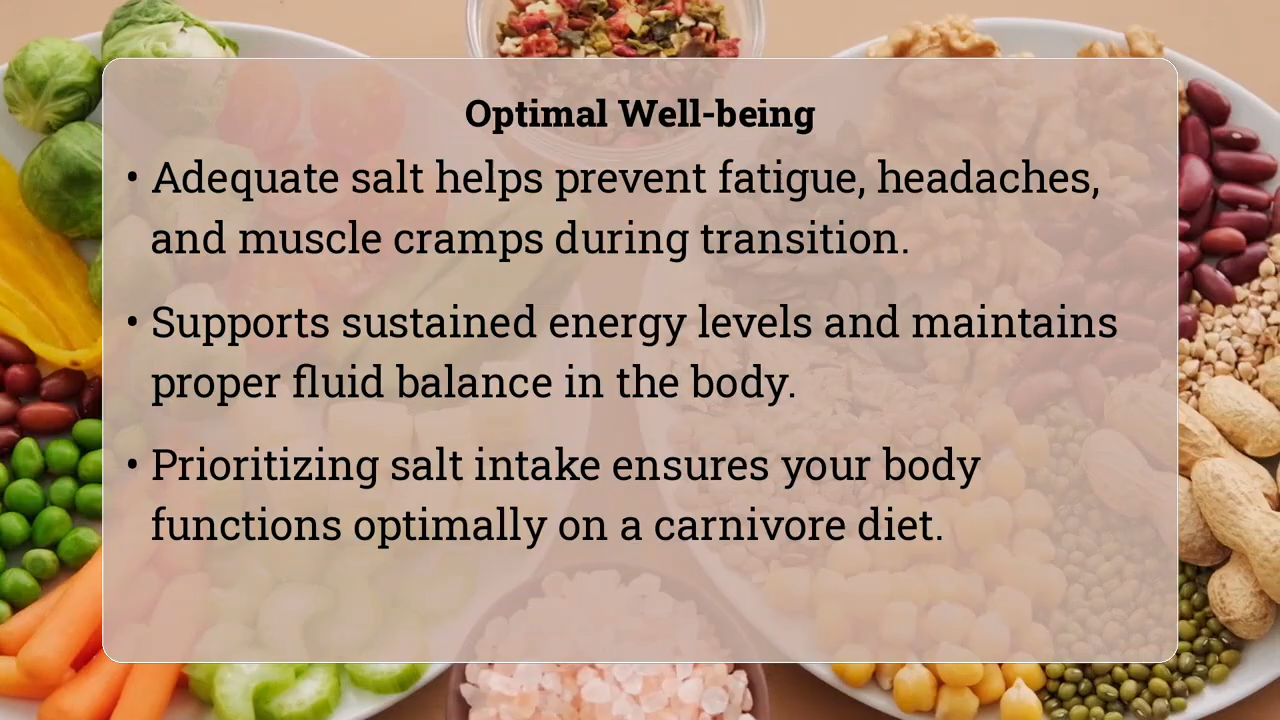 Optimal Well-being
• Adequate salt helps prevent fatigue, headaches,
and muscle cramps during transition.
• Supports sustained energy levels and maintains
proper fluid balance in the body.
• Prioritizing salt intake ensures your body
functions optimally on a carnivore diet.